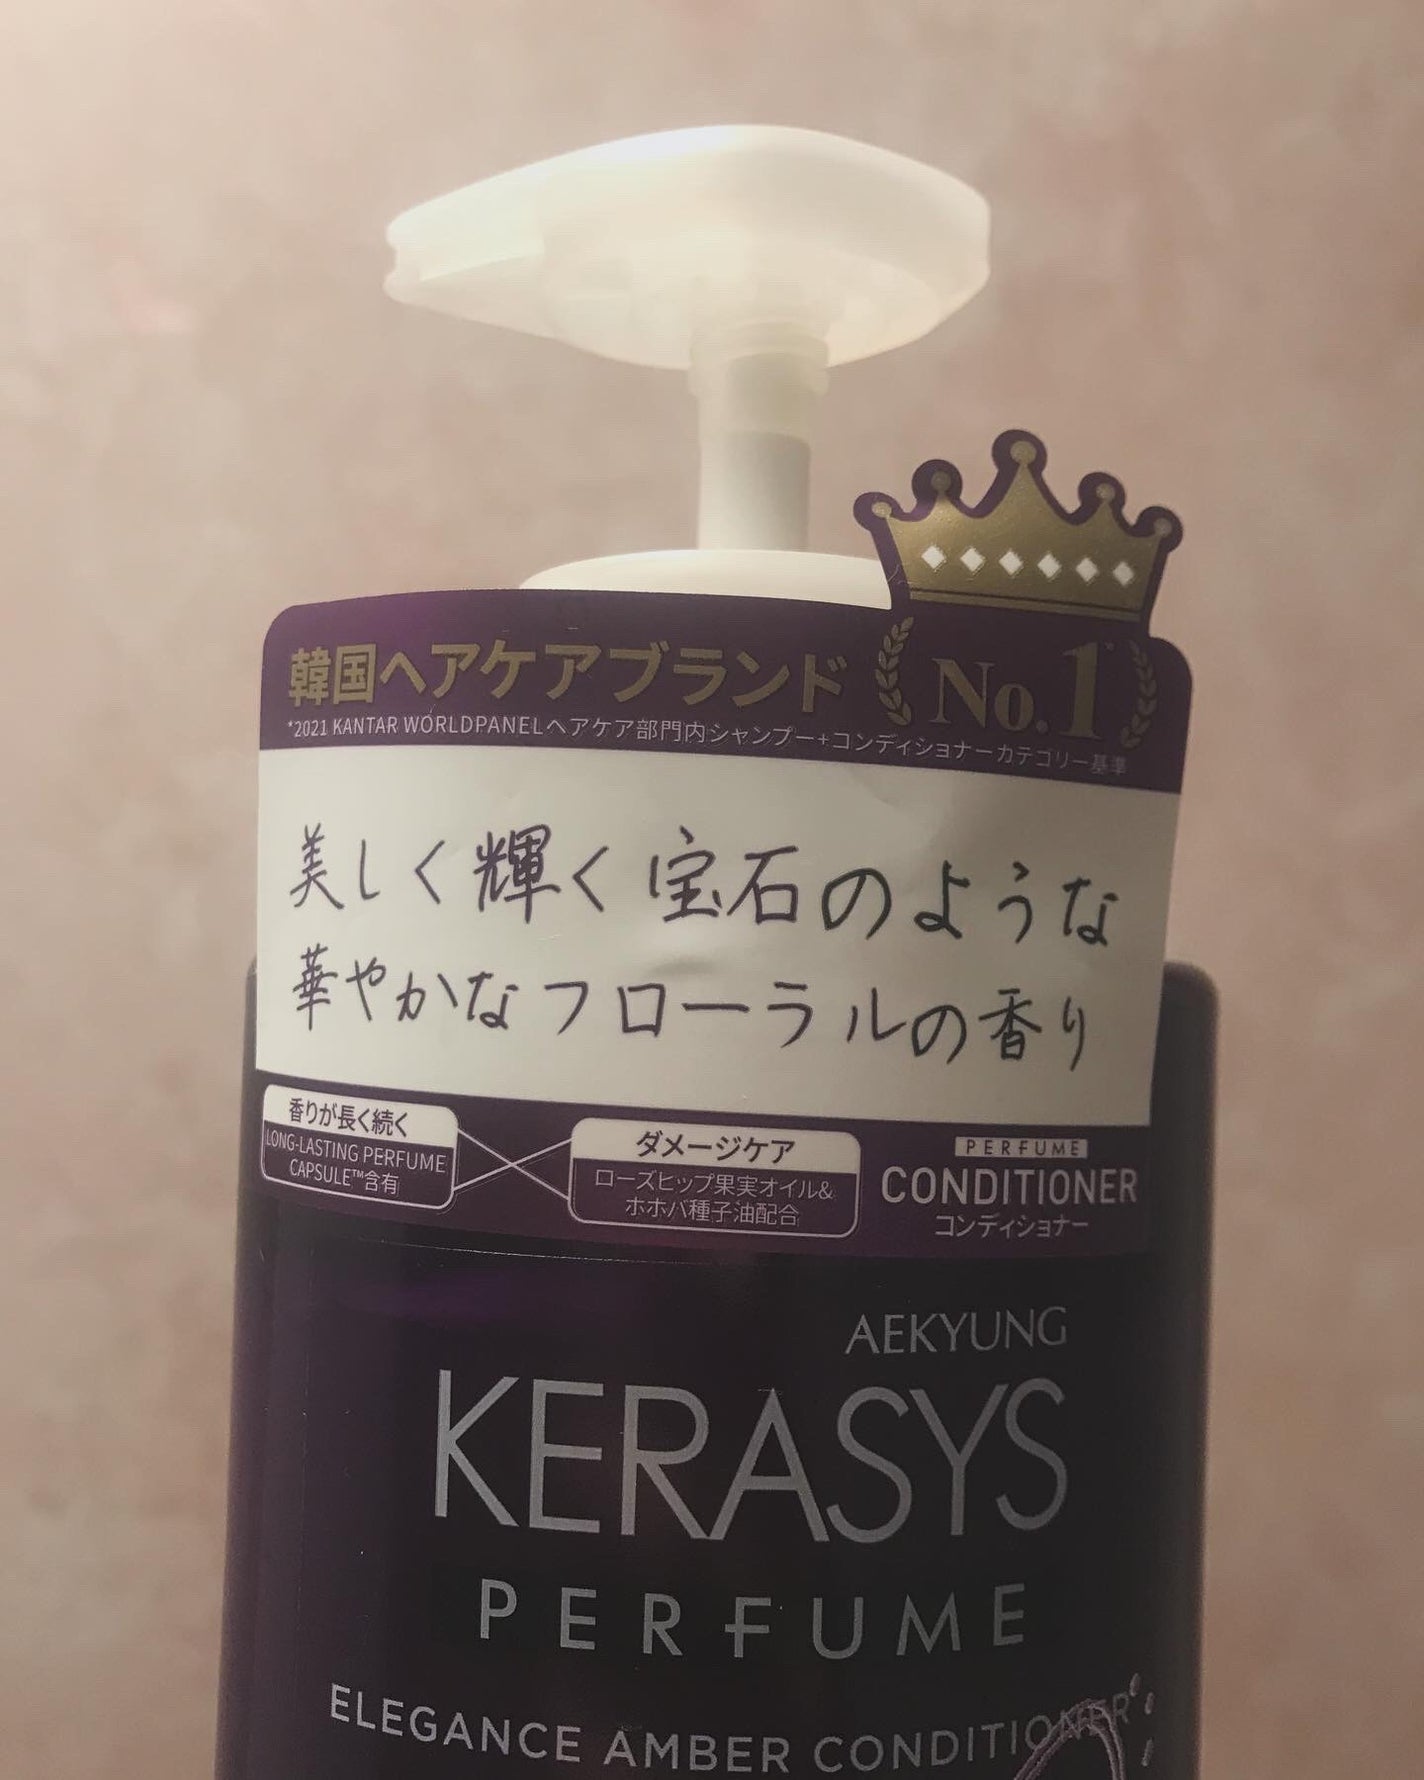 韓国ヘアケアブランド No.1*
*2021 KANTAR WORLDPANELヘアケア部門内シャンプー+コンディショナーカテゴリー基準
美しく輝く宝石のような
華やかなフローラルの香り
香りが長く続く
LONG-LASTING PERFUME
CAPSULE™含有
ダメージケア
ローズヒップ果実オイル&
ホホバ種子油配合
PERFUME
CONDITIONER
コンディショナー
AEKYUNG
KERASYS
PERFUME
ELEGANCE AMBER CONDITIONER